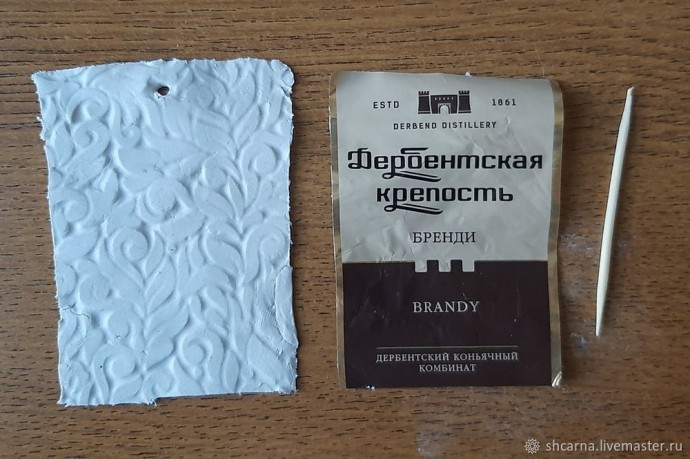 ESTD 1861
DERBEND DISTILLERY
Дербентская
крепость
БРЕНДИ
BRANDY
ДЕРБЕНТСКИЙ КОНЬЯЧНЫЙ
КОМБИНАТ
shcarna.livemaster.ru